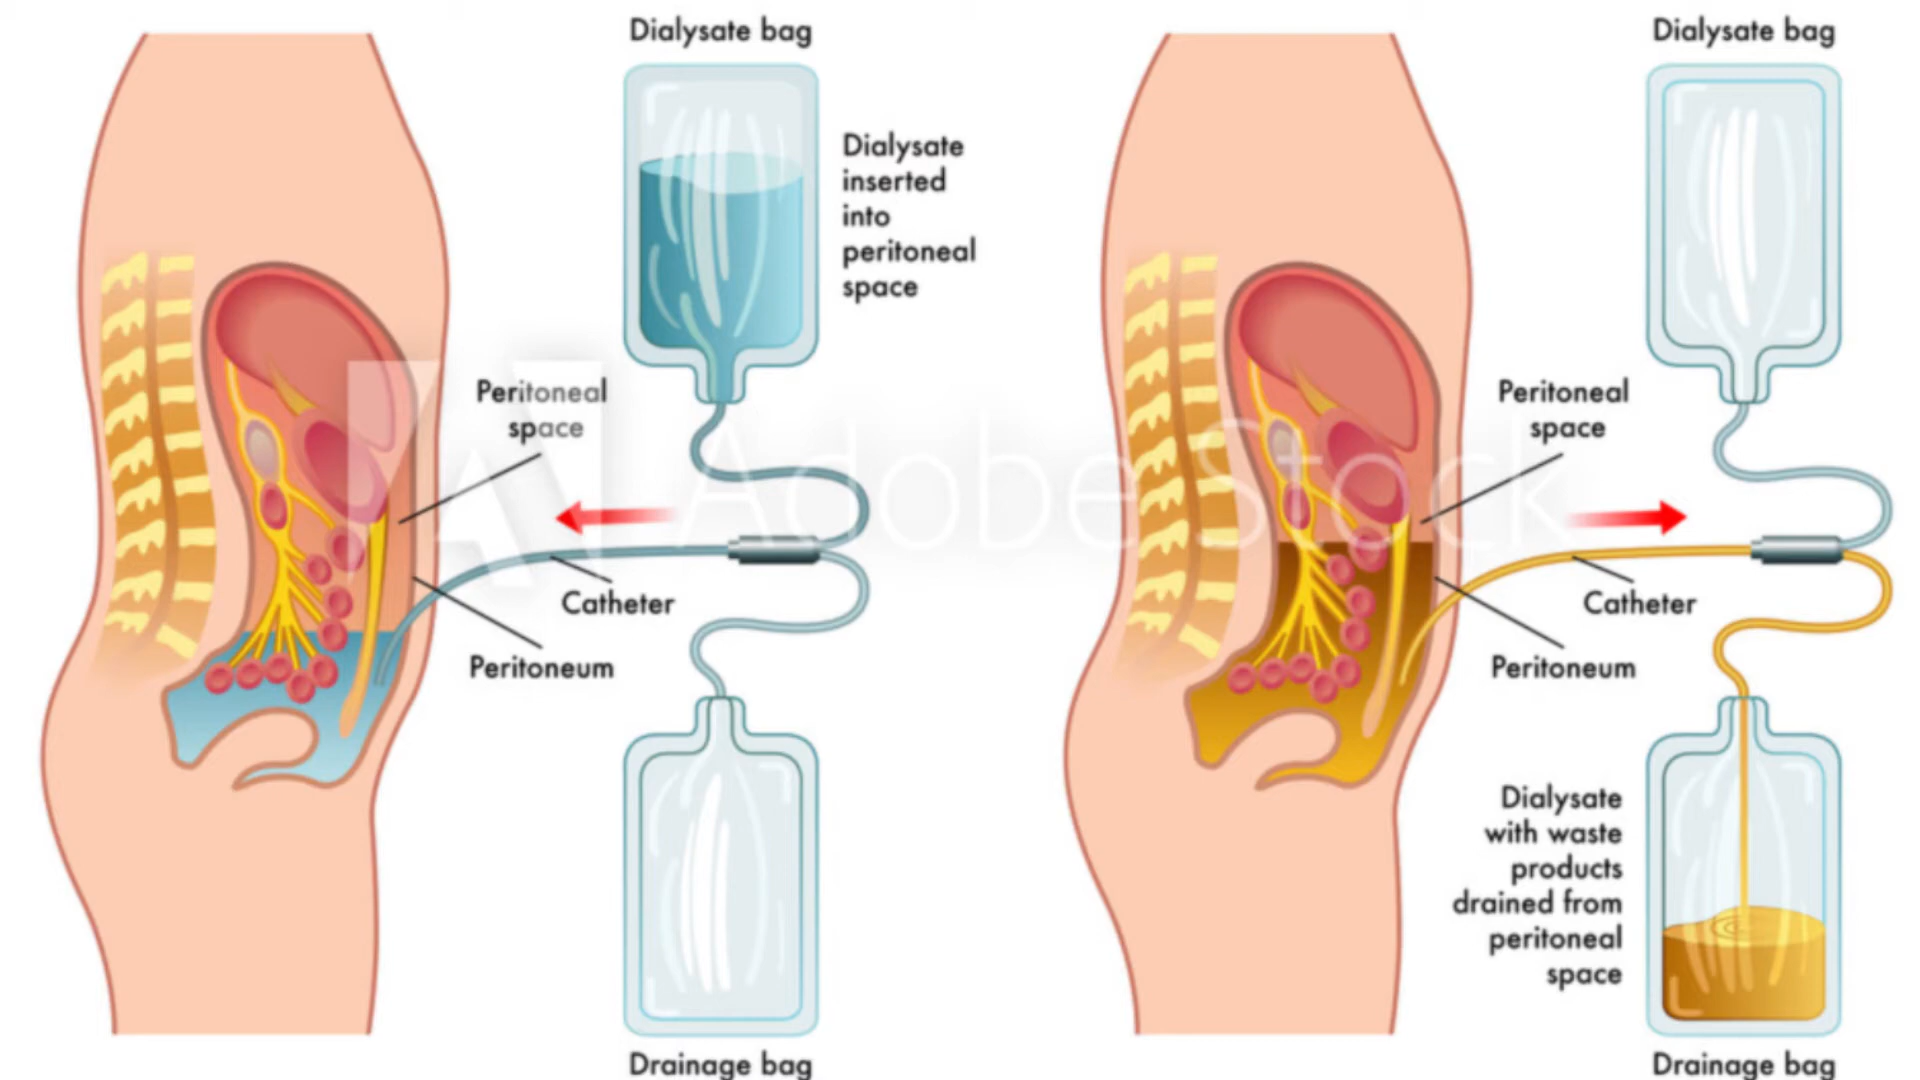 Dialysate bag
Dialysate
inserted
into
peritoneal
space
Peritoneal
space
Catheter
Peritoneum
Drainage bag
Dialysate bag
Peritoneal
space
Catheter
Peritoneum
Dialysate
with waste
products
drained from
peritoneal
space
Drainage bag
Adobe Stock